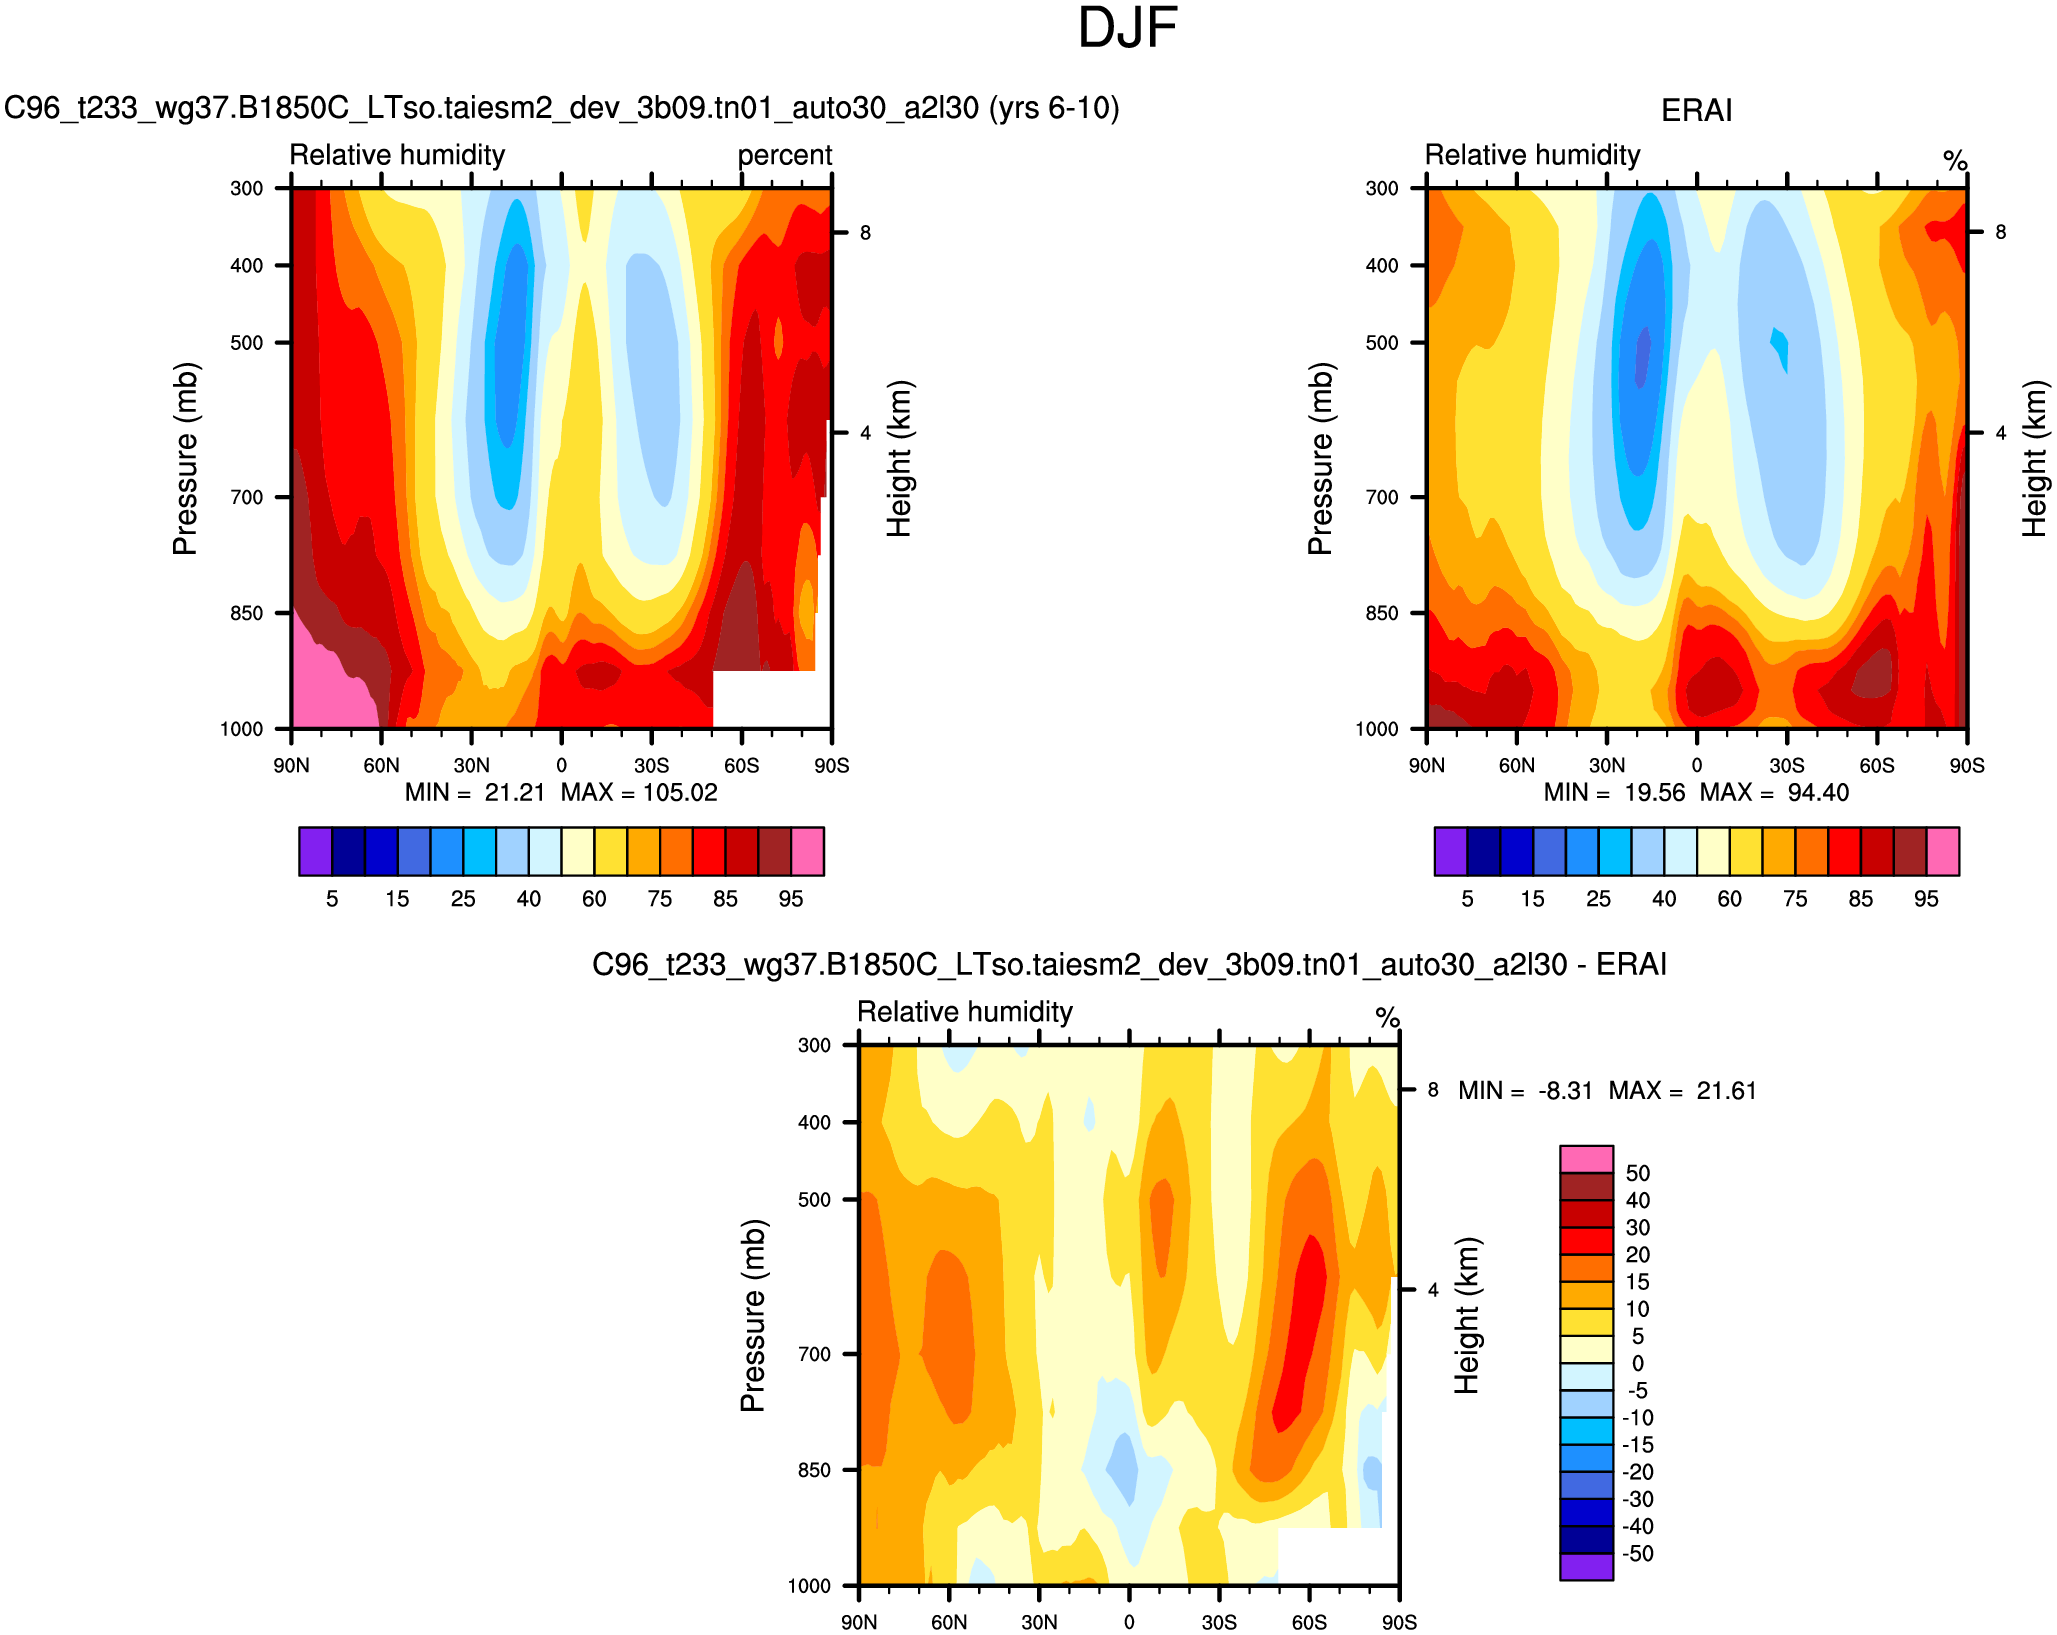 DJF
C96_t233_wg37.B1850C_LTso.taiesm2_dev_3b09.tn01_auto30_a2l30 (yrs 6-10)
Relative humidity percent
300
400
500
700
850
1000
Pressure (mb)
8
4
Height (km)
90N 60N 30N 0 30S 60S 90S
MIN = 21.21 MAX = 105.02
5 15 25 40 60 75 85 95
ERAI
Relative humidity %
300
400
500
700
850
1000
Pressure (mb)
8
4
Height (km)
90N 60N 30N 0 30S 60S 90S
MIN = 19.56 MAX = 94.40
5 15 25 40 60 75 85 95
C96_t233_wg37.B1850C_LTso.taiesm2_dev_3b09.tn01_auto30_a2l30 - ERAI
Relative humidity %
300
400
500
700
850
1000
Pressure (mb)
8
4
Height (km)
90N 60N 30N 0 30S 60S 90S
MIN = -8.31 MAX = 21.61
50
40
30
20
15
10
5
0
-5
-10
-15
-20
-30
-40
-50